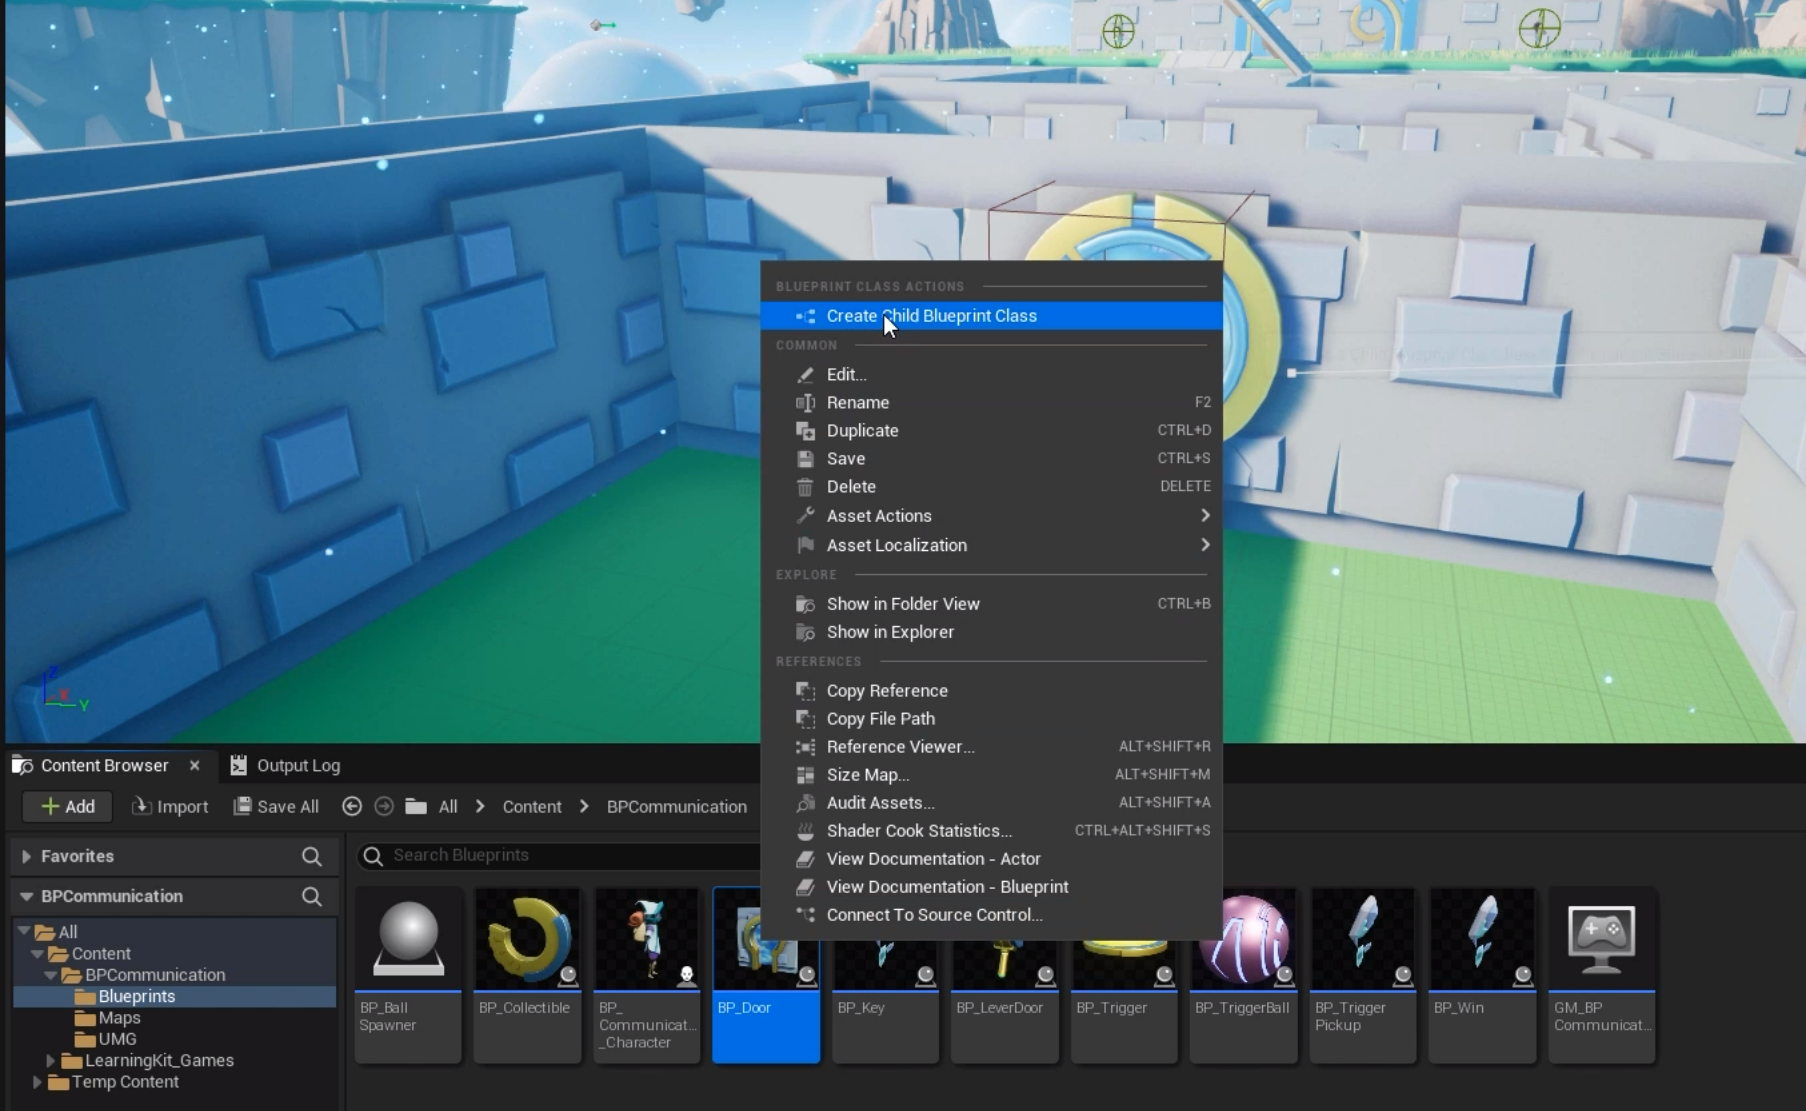 BLUEPRINT CLASS ACTIONS
Create Child Blueprint Class
COMMON
Edit...
Rename F2
Duplicate CTRL+D
Save CTRL+S
Delete DELETE
Asset Actions
Asset Localization
EXPLORE
Show in Folder View CTRL+B
Show in Explorer
REFERENCES
Copy Reference
Copy File Path
Reference Viewer... ALT+SHIFT+R
Size Map... ALT+SHIFT+M
Audit Assets... ALT+SHIFT+A
Shader Cook Statistics... CTRL+ALT+SHIFT+S
View Documentation - Actor
View Documentation - Blueprint
Connect To Source Control...
Z
X
Y
Content Browser
Output Log
Add
Import
Save All
All
Content
BPCommunication
Favorites
Search Blueprints
BPCommunication
All
Content
BPCommunication
Blueprints
Maps
UMG
LearningKit_Games
Temp Content
BP_Ball
Spawner
BP_Collectible
BP_
Communicat...
_Character
BP_Door
BP_Key
BP_LeverDoor
BP_Trigger
BP_TriggerBall
BP_Trigger
Pickup
BP_Win
GM_BP
Communicat...